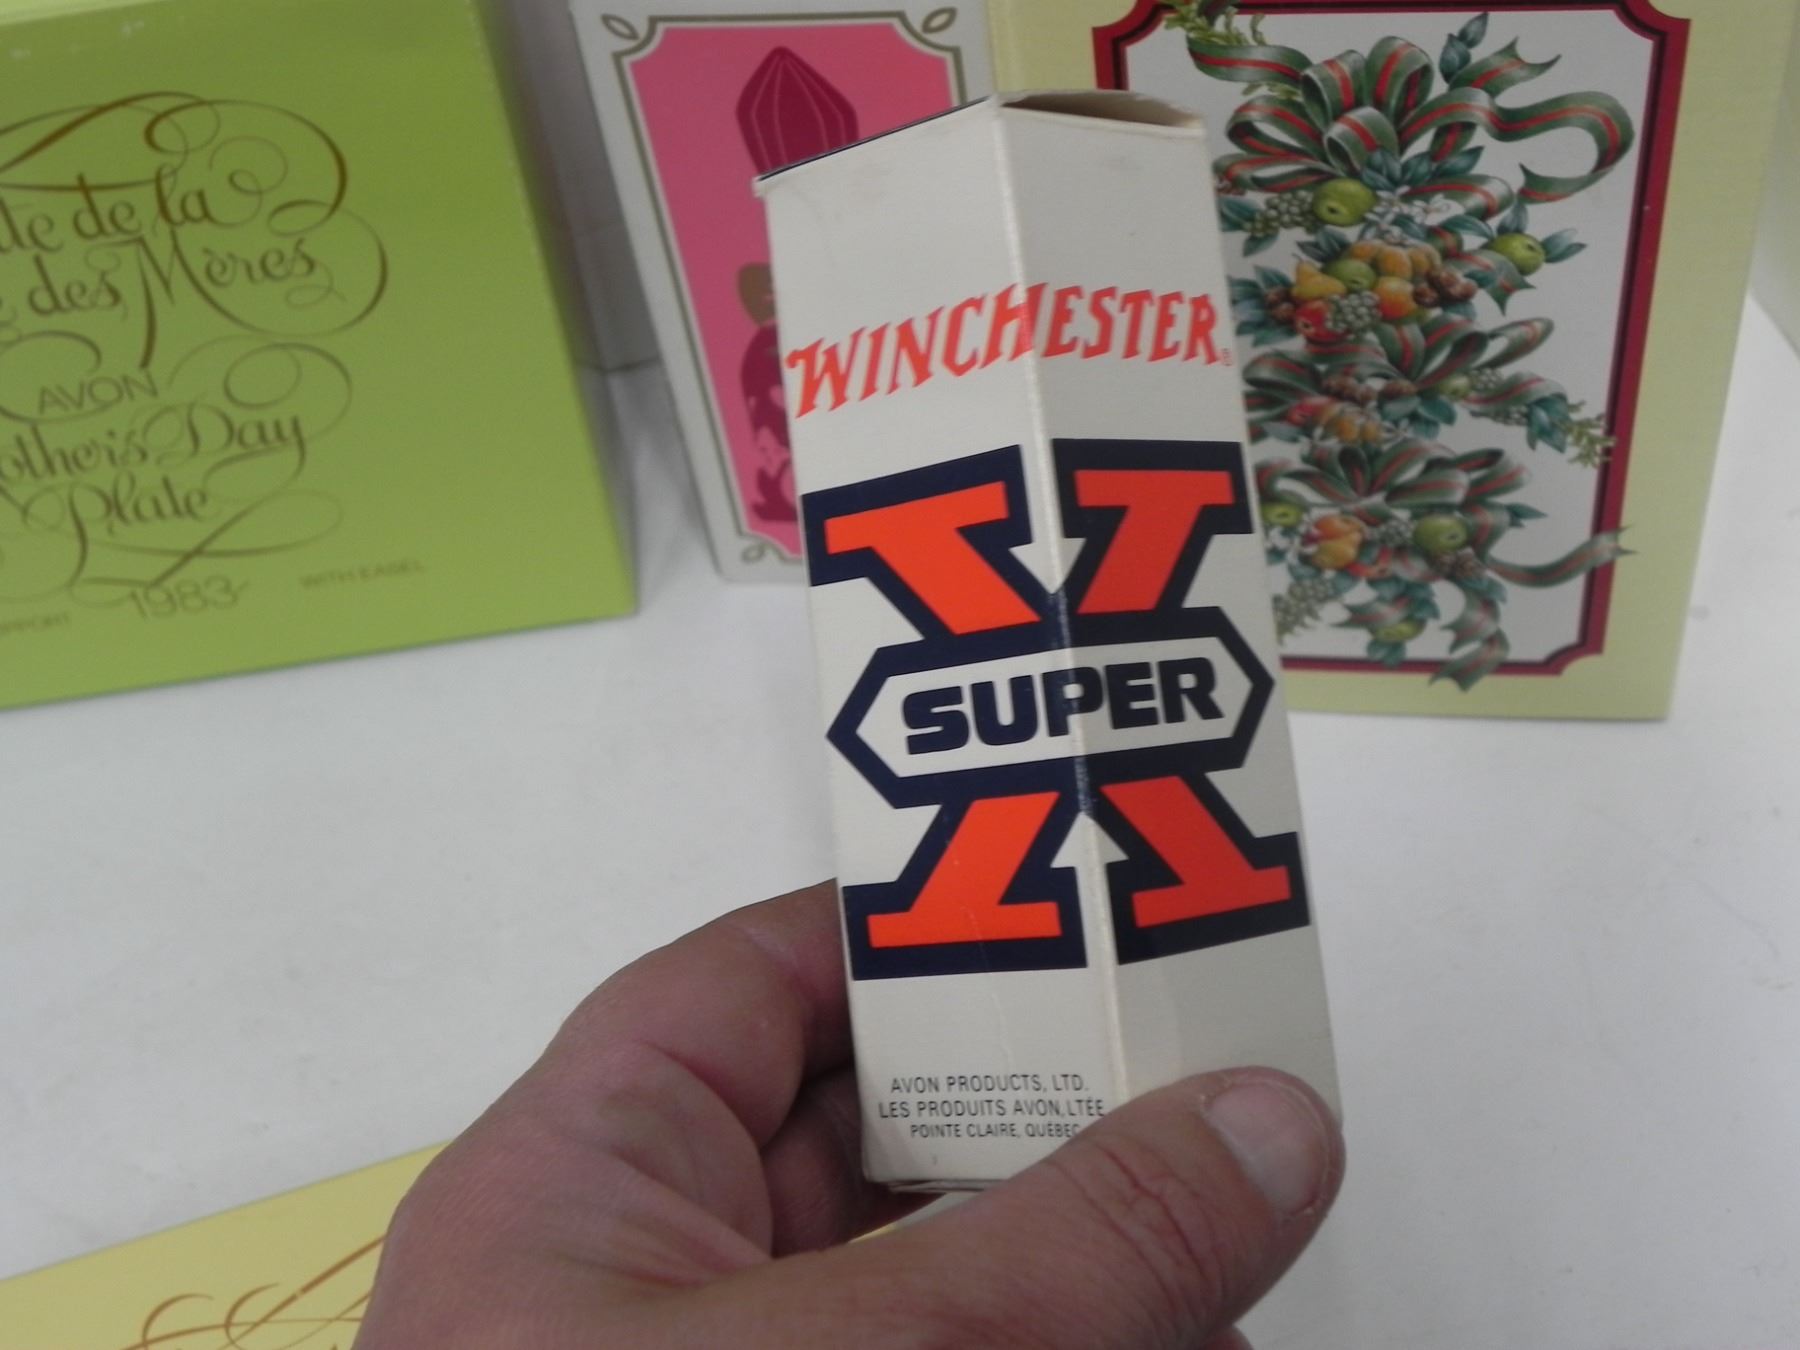 de la
des Mères
AVON
Day
Plate
1983
WITH EASEL
WINCHESTER®
SUPER
X
AVON PRODUCTS, LTD.
LES PRODUITS AVON, LTÉE
POINTE CLAIRE, QUÉBEC